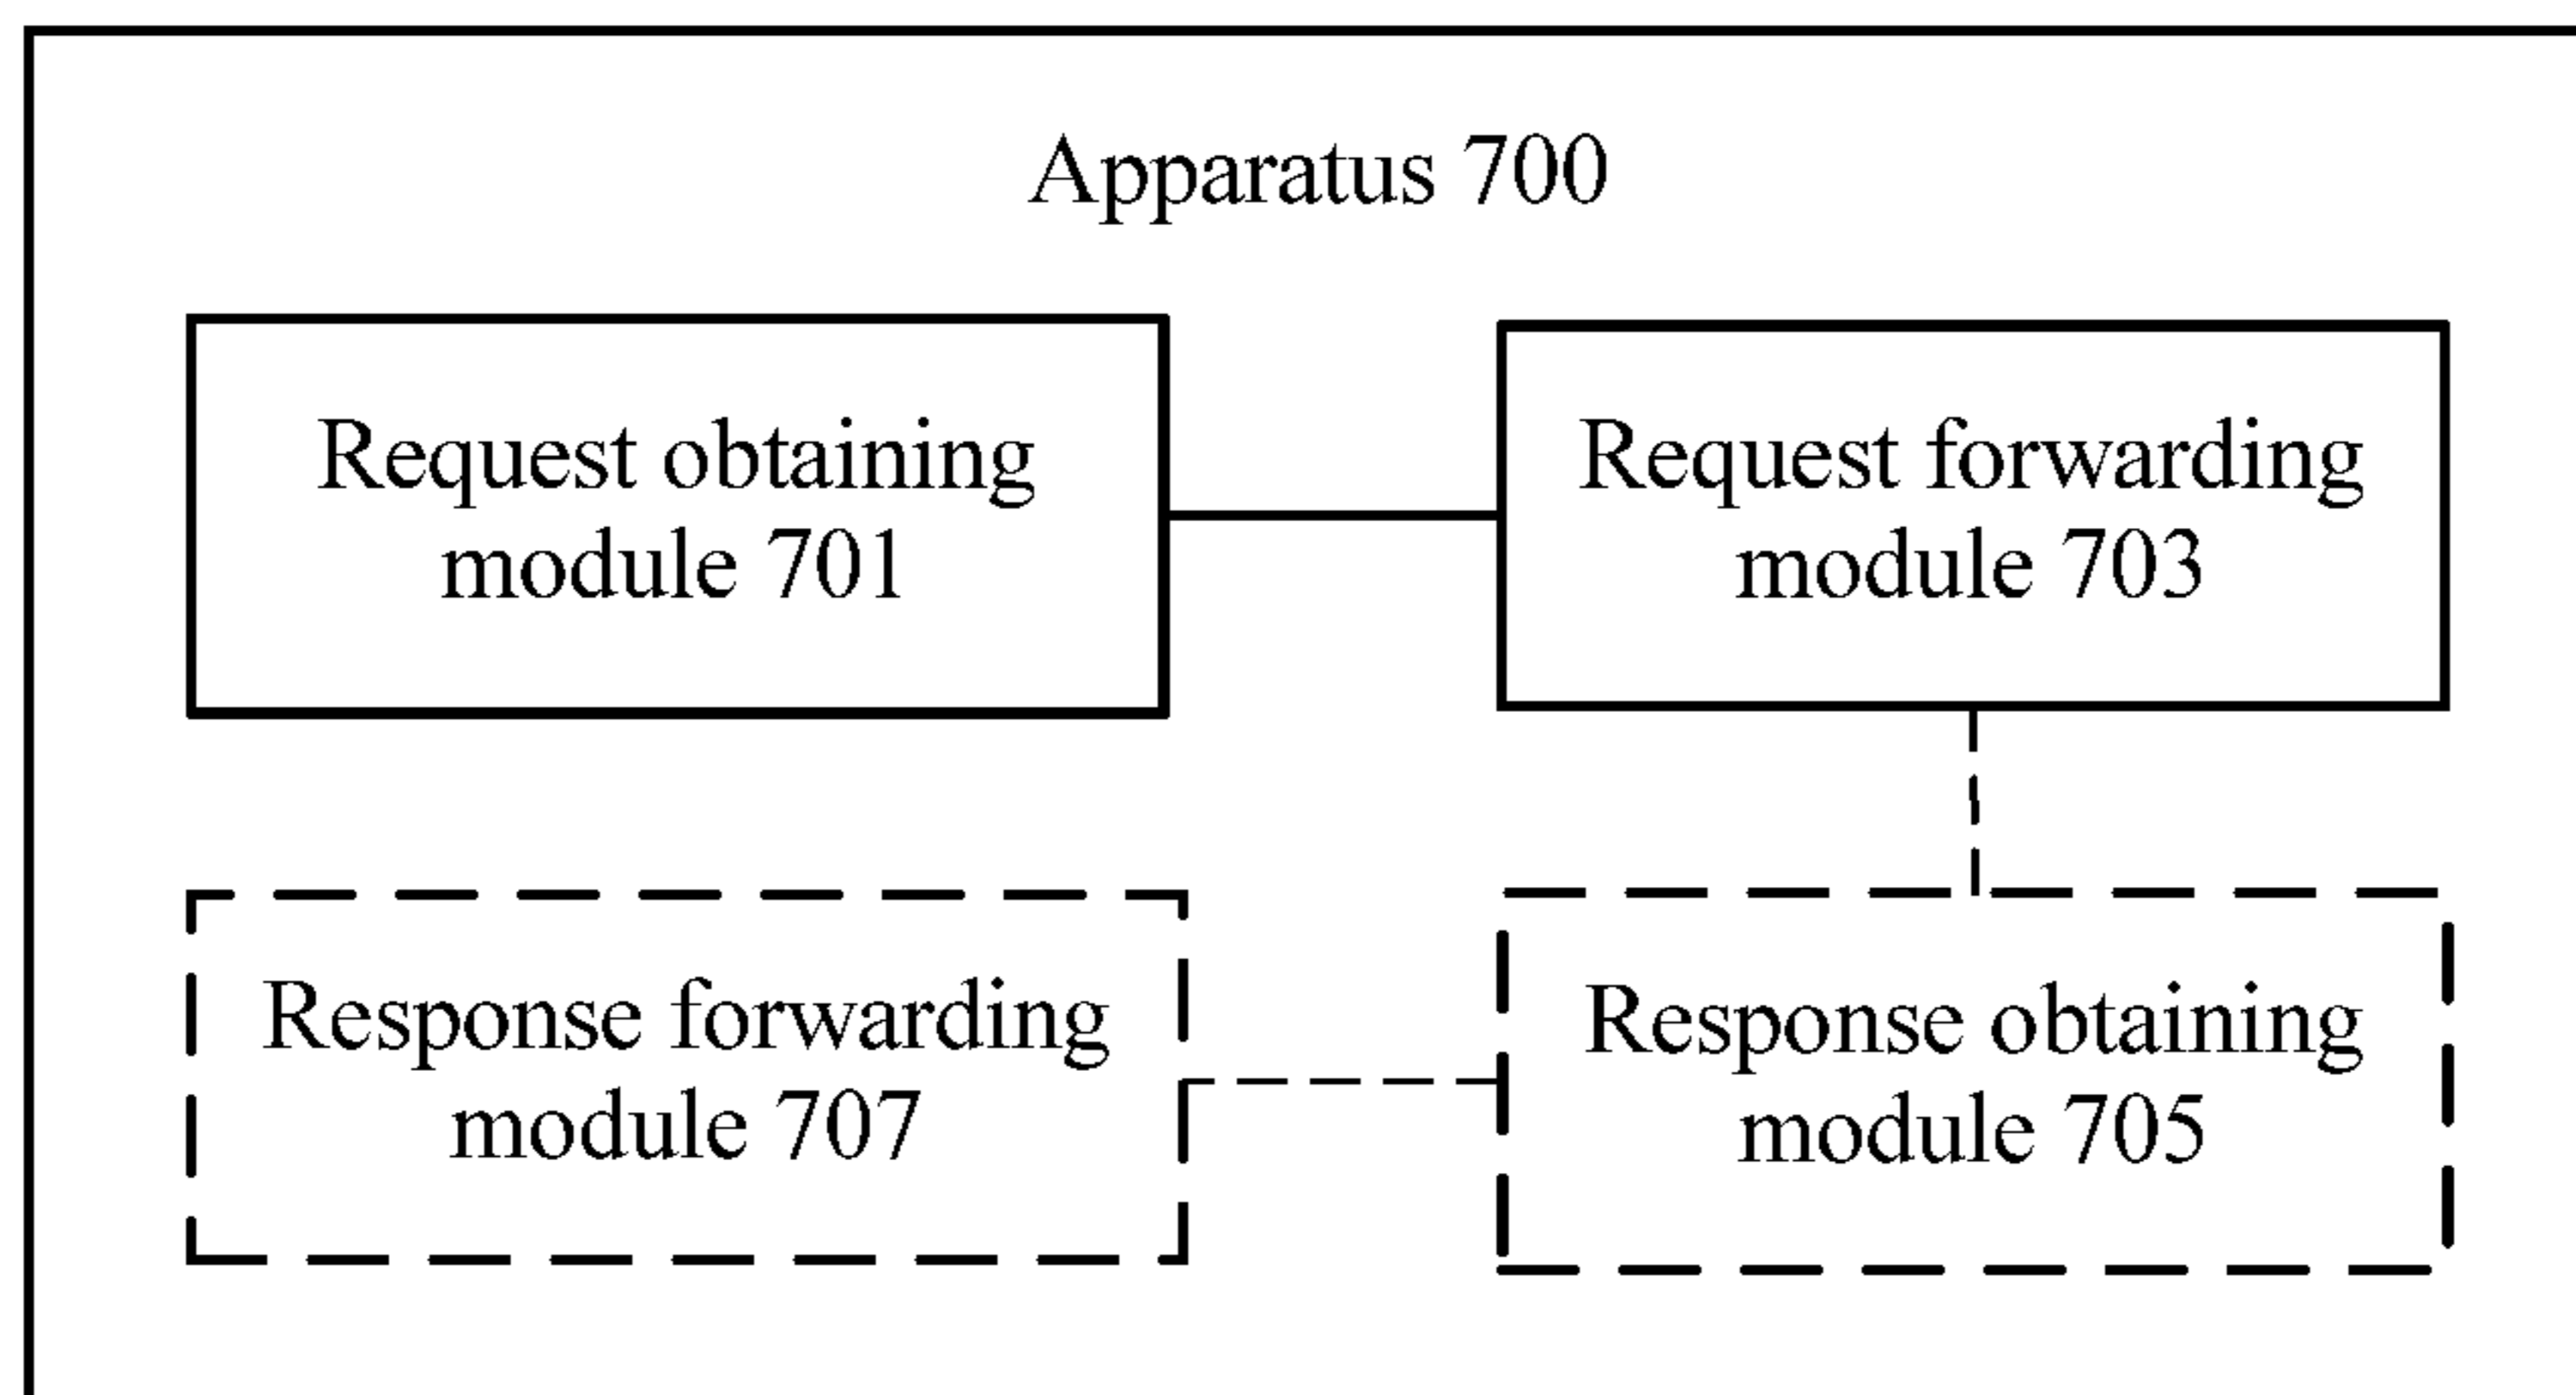 Apparatus 700
Request obtaining
module 701
Request forwarding
module 703
Response forwarding
module 707
Response obtaining
module 705